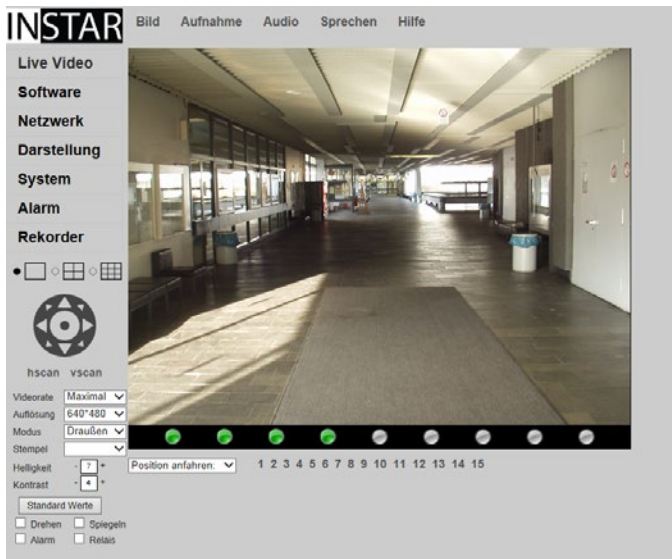 INSTAR
Bild Aufnahme Audio Sprechen Hilfe
Live Video
Software
Netzwerk
Darstellung
System
Alarm
Rekorder
hscan vscan
Videorate Maximal
Auflösung 640*480
Modus Draußen
Stempel
Helligkeit - 7 +
Kontrast - 4 +
Standard Werte
Drehen Spiegeln
Alarm Relais
Position anfahren: 1 2 3 4 5 6 7 8 9 10 11 12 13 14 15